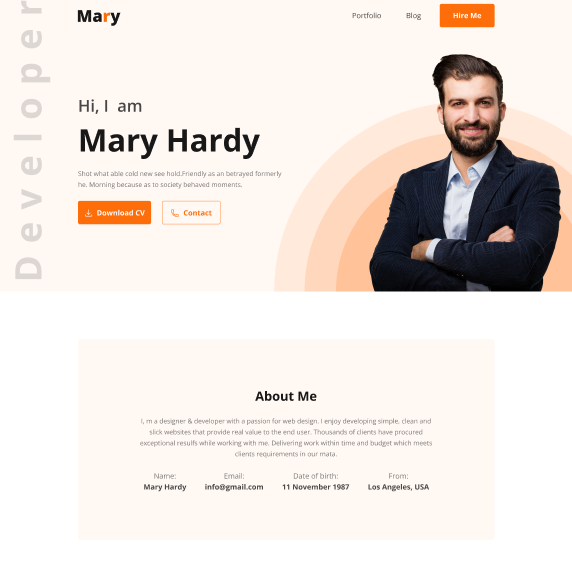 Mary
Portfolio
Blog
Hire Me
Developer
Hi, I am
Mary Hardy
Shot what able cold new see hold.Friendly as an betrayed formerly
he. Morning because as to society behaved moments.
Download CV
Contact
About Me
I, m a designer & developer with a passion for web design. I enjoy developing simple, clean and
slick websites that provide real value to the end user. Thousands of clients have procured
exceptional results while working with me. Delivering work within time and budget which meets
clients requirements in our mata.
Name:
Email:
Date of birth:
From:
Mary Hardy
info@gmail.com
11 November 1987
Los Angeles, USA